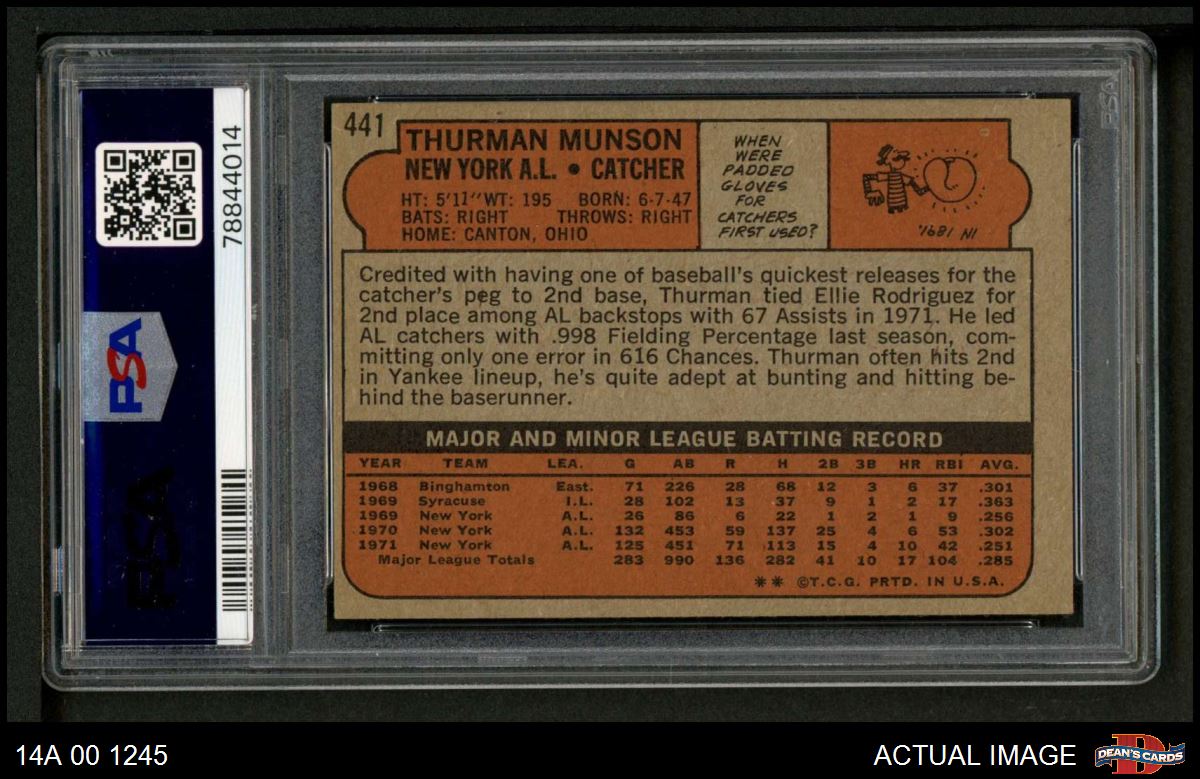 78844014
PSA
PSA
PSA
441
THURMAN MUNSON
NEW YORK A.L. • CATCHER
HT: 5'11" WT: 195 BORN: 6-7-47
BATS: RIGHT THROWS: RIGHT
HOME: CANTON, OHIO
WHEN
WERE
PADDED
GLOVES
FOR
CATCHERS
FIRST USED?
IN 1891.
Credited with having one of baseball's quickest releases for the
catcher's peg to 2nd base, Thurman tied Ellie Rodriguez for
2nd place among AL backstops with 67 Assists in 1971. He led
AL catchers with .998 Fielding Percentage last season, com-
mitting only one error in 616 Chances. Thurman often hits 2nd
in Yankee lineup, he's quite adept at bunting and hitting be-
hind the baserunner.
MAJOR AND MINOR LEAGUE BATTING RECORD
YEAR TEAM LEA. G AB R H 2B 3B HR RBI AVG.
1968 Binghamton East. 71 226 28 68 12 3 6 37 .301
1969 Syracuse I.L. 28 102 13 37 9 1 2 17 .363
1969 New York A.L. 26 86 6 22 1 2 1 9 .256
1970 New York A.L. 132 453 59 137 25 4 6 53 .302
1971 New York A.L. 125 451 71 113 15 4 10 42 .251
Major League Totals 283 990 136 282 41 10 17 104 .285
** ©T.C.G. PRTD. IN U.S.A.
14A 00 1245
ACTUAL IMAGE
DEAN'S CARDS